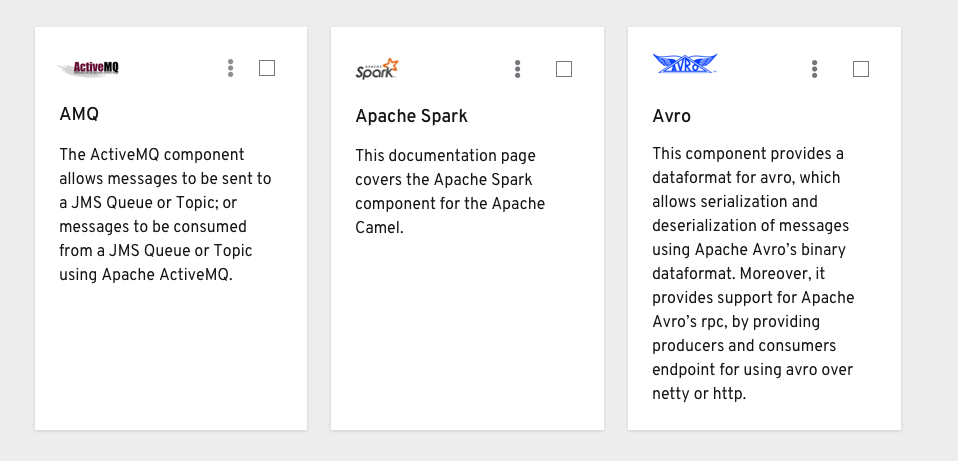 ActiveMQ
AMQ
The ActiveMQ component
allows messages to be sent to
a JMS Queue or Topic; or
messages to be consumed
from a JMS Queue or Topic
using Apache ActiveMQ.
APACHE
Spark
Apache Spark
This documentation page
covers the Apache Spark
component for the Apache
Camel.
AVRO
Avro
This component provides a
dataformat for avro, which
allows serialization and
deserialization of messages
using Apache Avro’s binary
dataformat. Moreover, it
provides support for Apache
Avro’s rpc, by providing
producers and consumers
endpoint for using avro over
netty or http.